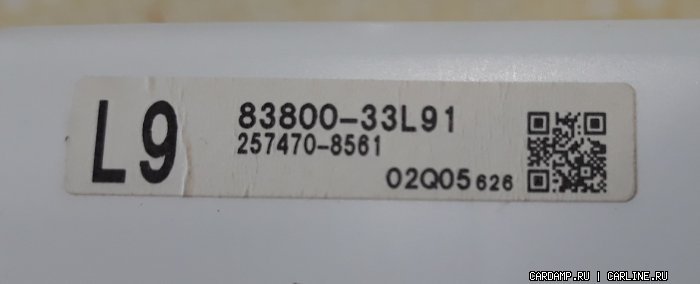 L9
83800-33L91
257470-8561
02Q05 626
CARDAMP.RU | CARLINE.RU